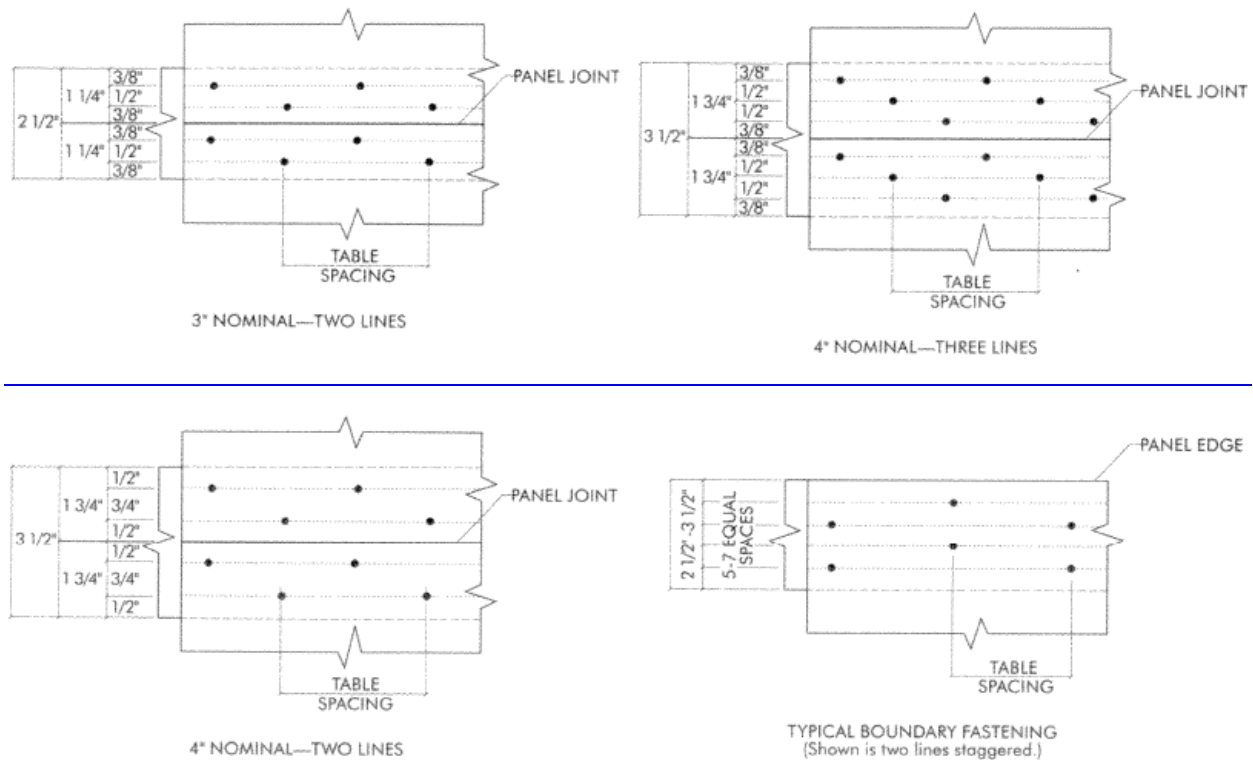 3/8"
1/2"
3/8"
3/8"
1/2"
3/8"
1 1/4"
1 1/4"
2 1/2"
PANEL JOINT
TABLE
SPACING
3" NOMINAL—TWO LINES
3/8"
1/2"
1/2"
3/8"
3/8"
1/2"
1/2"
3/8"
1 3/4"
1 3/4"
3 1/2"
PANEL JOINT
TABLE
SPACING
4" NOMINAL—THREE LINES
1/2"
3/4"
1/2"
1/2"
3/4"
1/2"
1 3/4"
1 3/4"
3 1/2"
PANEL JOINT
TABLE
SPACING
4" NOMINAL—TWO LINES
PANEL EDGE
2 1/2" -3 1/2"
5-7 EQUAL
SPACES
TABLE
SPACING
TYPICAL BOUNDARY FASTENING
(Shown is two lines staggered.)